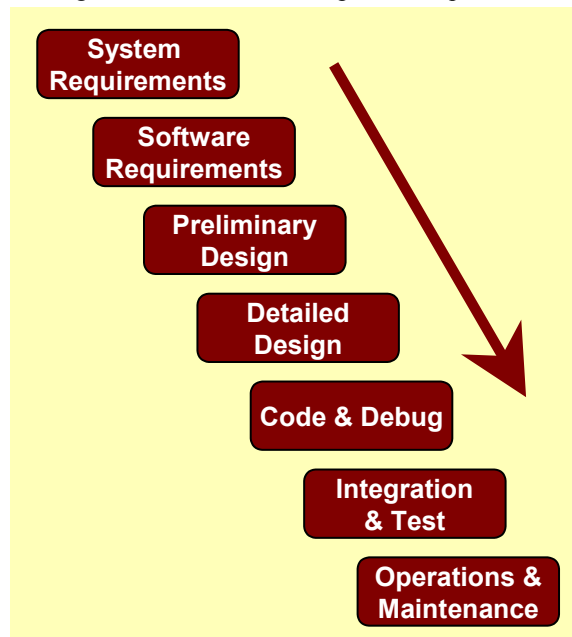 System
Requirements
Software
Requirements
Preliminary
Design
Detailed
Design
Code & Debug
Integration
& Test
Operations &
Maintenance